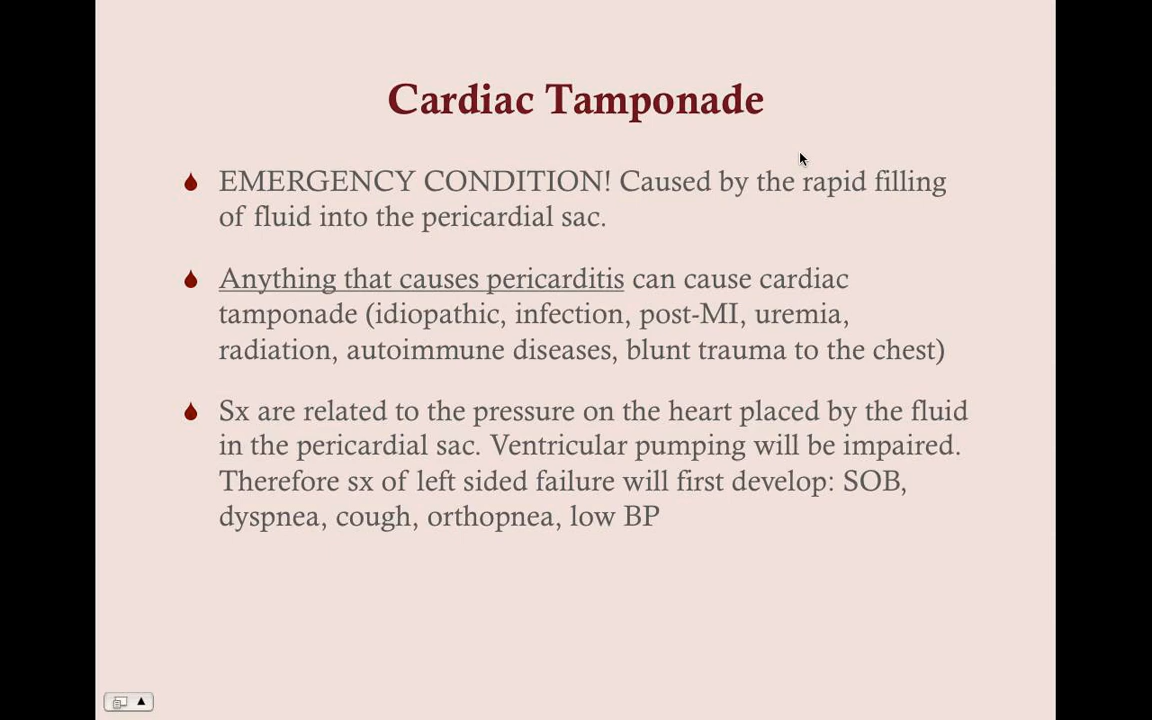 Cardiac Tamponade
EMERGENCY CONDITION! Caused by the rapid filling
of fluid into the pericardial sac.
Anything that causes pericarditis can cause cardiac
tamponade (idiopathic, infection, post-MI, uremia,
radiation, autoimmune diseases, blunt trauma to the chest)
Sx are related to the pressure on the heart placed by the fluid
in the pericardial sac. Ventricular pumping will be impaired.
Therefore sx of left sided failure will first develop: SOB,
dyspnea, cough, orthopnea, low BP